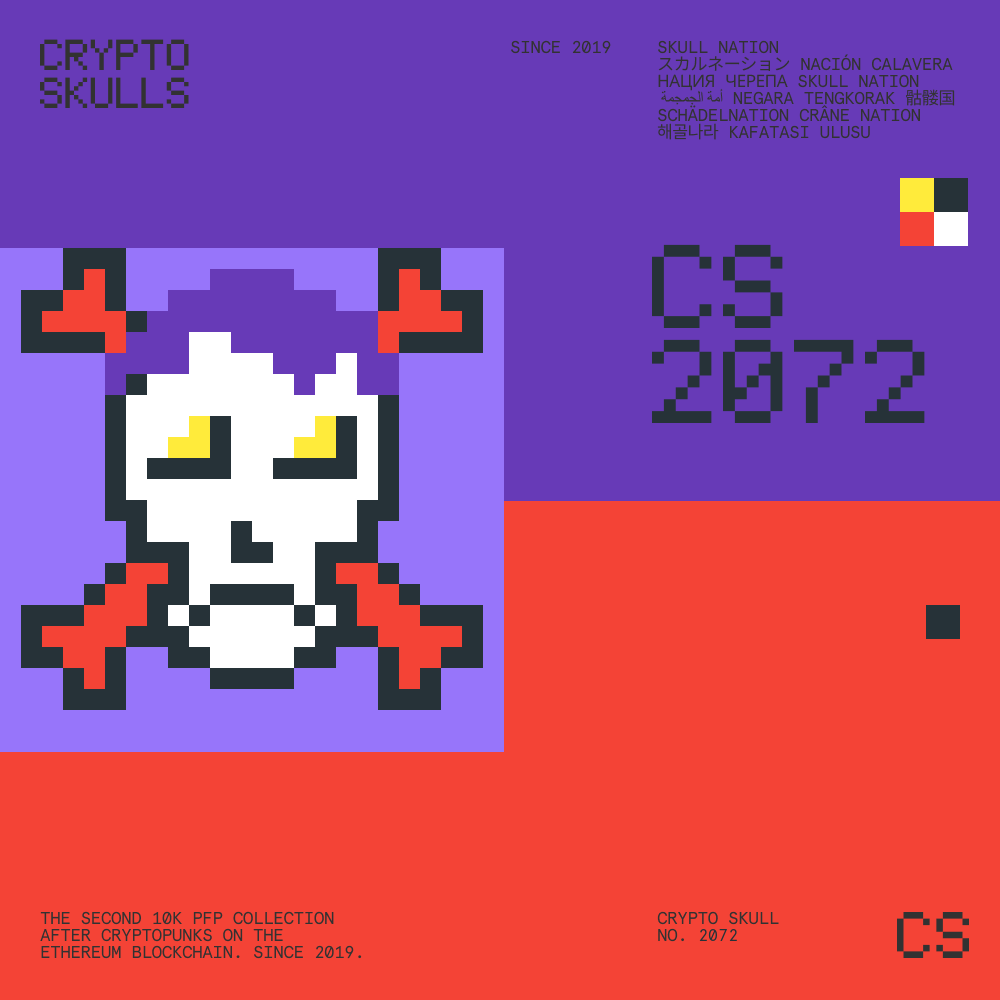 CRYPTO
SKULLS
SINCE 2019
SKULL NATION
スカルネーション NACIÓN CALAVERA
НАЦИЯ ЧЕРЕПА SKULL NATION
أمة الجمجمة NEGARA TENGKORAK 骷髅国
SCHÄDELNATION CRÂNE NATION
해골나라 KAFATASI ULUSU
CS
2072
THE SECOND 10K PFP COLLECTION
AFTER CRYPTOPUNKS ON THE
ETHEREUM BLOCKCHAIN. SINCE 2019.
CRYPTO SKULL
NO. 2072
CS